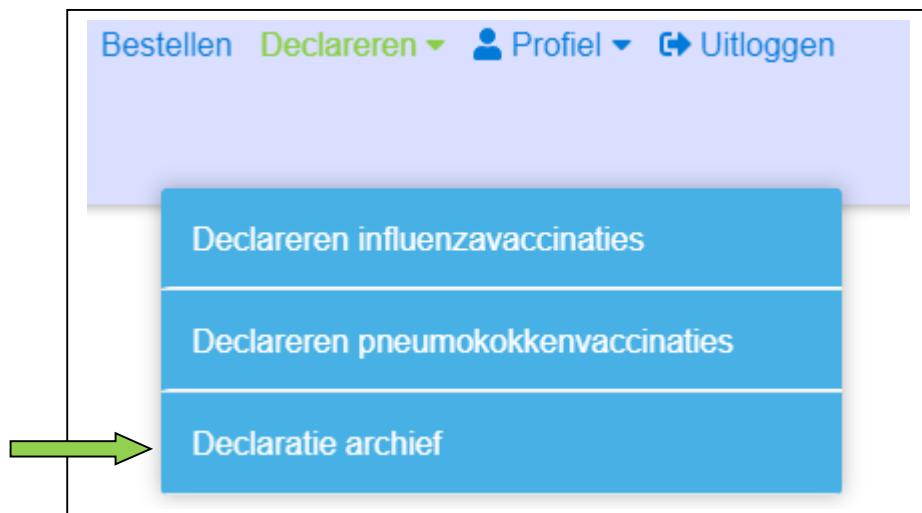 Bestellen Declareren Profiel Uitloggen
Declareren influenzavaccinaties
Declareren pneumokokkenvaccinaties
Declaratie archief